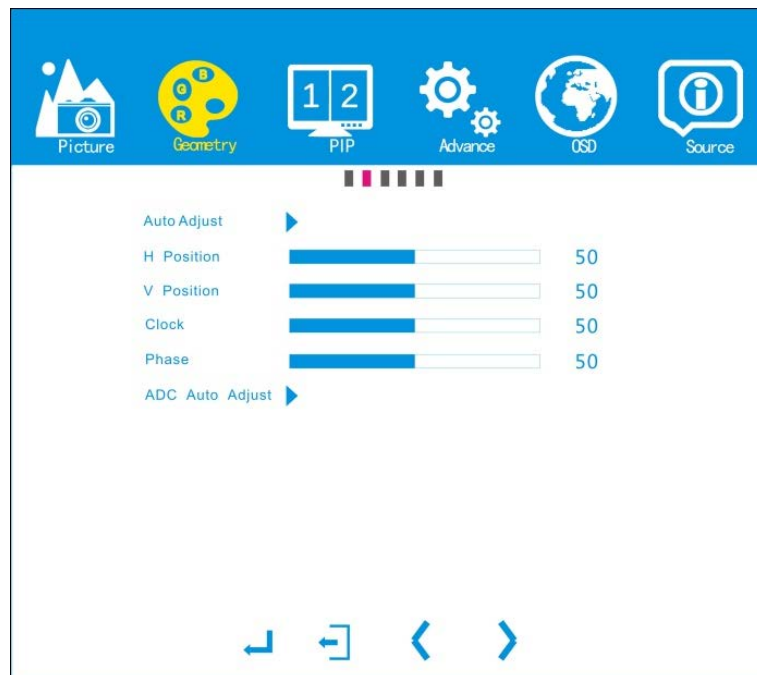 G B R
1 2
Picture Geometry PIP Advance OSD Source
Auto Adjust
H Position 50
V Position 50
Clock 50
Phase 50
ADC Auto Adjust